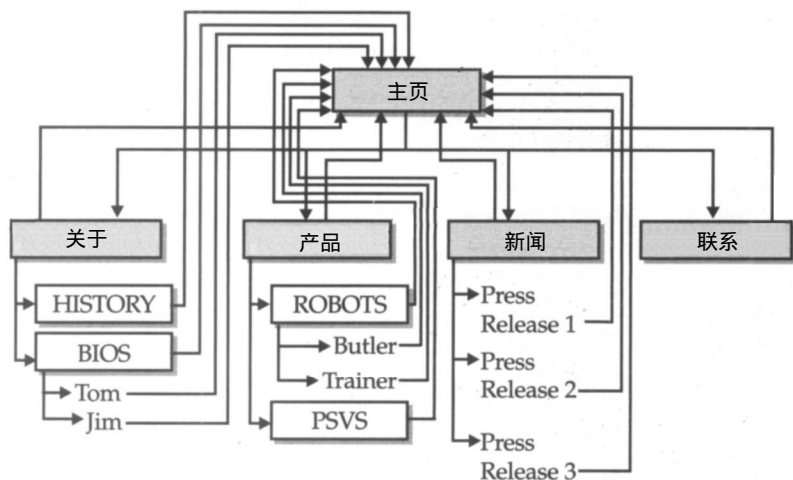 主页
关于
产品
新闻
联系
HISTORY
BIOS
Tom
Jim
ROBOTS
Butler
Trainer
PSVS
Press
Release 1
Press
Release 2
Press
Release 3